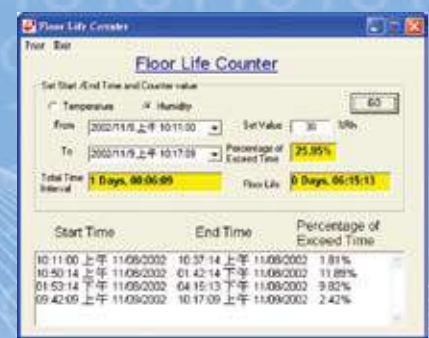 Floor Life Counter
Print Exit
Floor Life Counter
Set Start /End Time and Counter value
Temperature Humidity
GO
From 2002/11/8 上午 10:11:00 Set Value 30 %Rh
To 2002/11/9 上午 10:17:09 Percentage of Exceed Time 25.95%
Total Time Interval 1 Days, 00:06:09 Floor Life 0 Days, 06:15:13
Start Time End Time Percentage of Exceed Time
10:11:00 上午 11/08/2002 10:37:14 上午 11/08/2002 1.81%
10:50:14 上午 11/08/2002 01:42:14 下午 11/08/2002 11.89%
01:53:14 下午 11/08/2002 04:15:13 下午 11/08/2002 9.82%
09:42:09 上午 11/09/2002 10:17:09 上午 11/09/2002 2.42%